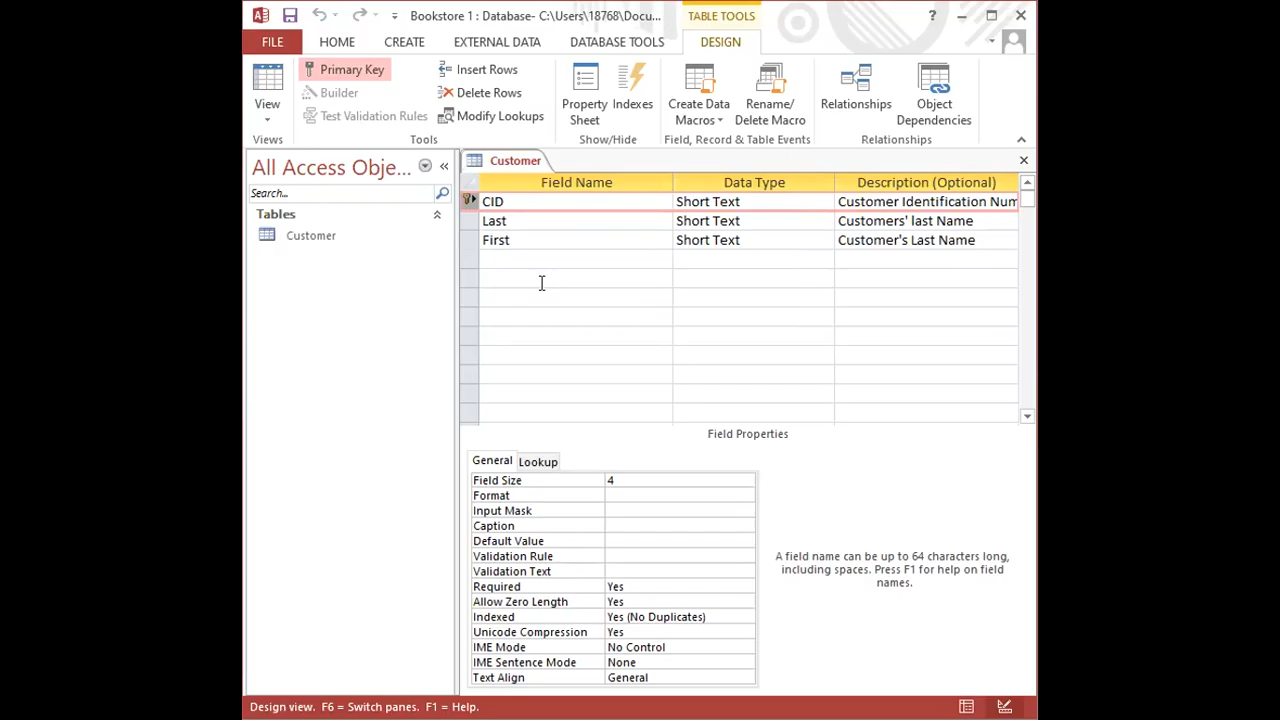 Bookstore 1 : Database- C:\Users\18768\Docu...
TABLE TOOLS
?
FILE
HOME
CREATE
EXTERNAL DATA
DATABASE TOOLS
DESIGN
View
Primary Key
Builder
Test Validation Rules
Insert Rows
Delete Rows
Modify Lookups
Property
Sheet
Indexes
Create Data
Macros
Rename/
Delete Macro
Relationships
Object
Dependencies
Views
Tools
Show/Hide
Field, Record & Table Events
Relationships
All Access Obje...
Search...
Tables
Customer
Customer
Field Name Data Type Description (Optional)
CID Short Text Customer Identification Num
Last Short Text Customers' last Name
First Short Text Customer's Last Name
Field Properties
General Lookup
Field Size 4
Format
Input Mask
Caption
Default Value
Validation Rule
Validation Text
Required Yes
Allow Zero Length Yes
Indexed Yes (No Duplicates)
Unicode Compression Yes
IME Mode No Control
IME Sentence Mode None
Text Align General
A field name can be up to 64 characters long,
including spaces. Press F1 for help on field
names.
Design view. F6 = Switch panes. F1 = Help.